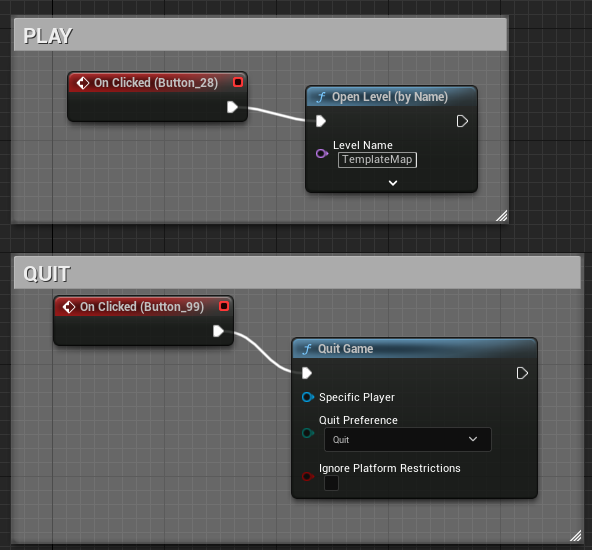 PLAY
On Clicked (Button_28)
Open Level (by Name)
Level Name
TemplateMap
QUIT
On Clicked (Button_99)
Quit Game
Specific Player
Quit Preference
Quit
Ignore Platform Restrictions